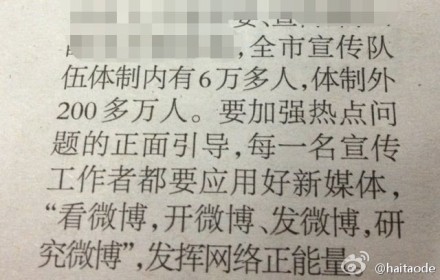 ，全市宣传队
伍体制内有6万多人，体制外
200多万人。要加强热点问
题的正面引导，每一名宣传
工作者都要应用好新媒体，
“看微博，开微博、发微博，研
究微博”，发挥网络正能量
@haitaode